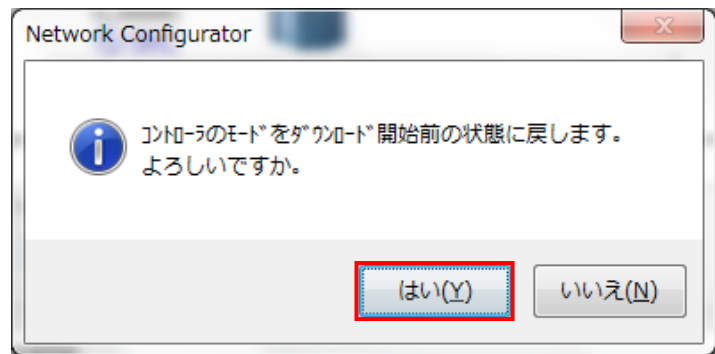 Network Configurator
ｺﾝﾄﾛｰﾗのﾓｰﾄﾞをﾀﾞｳﾝﾛｰﾄﾞ開始前の状態に戻します。
よろしいですか。
はい(Y)
いいえ(N)